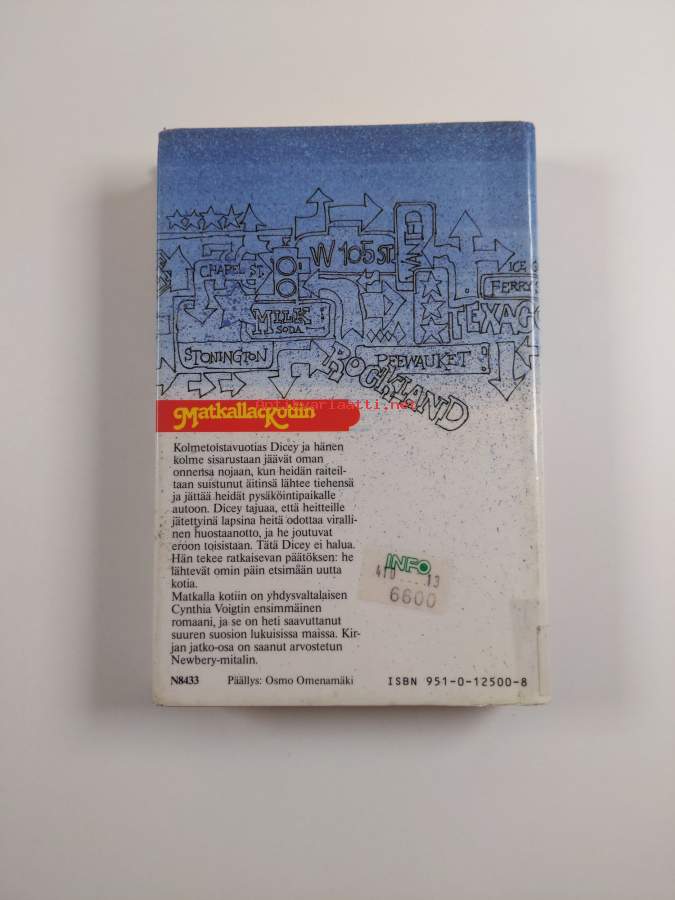 CHAPEL ST.
W 105 ST.
ICE
FERRY
MILK
SODA
TEXACO
STONINGTON
PEEWAUKET
ROCKLAND
Antikvariaatti.net
Matkalla kotiin
Kolmetoistavuotias Dicey ja hänen
kolme sisarustaan jäävät oman
onnensa nojaan, kun heidän raiteil-
taan suistunut äitinsä lähtee tiehensä
ja jättää heidät pysäköintipaikalle
autoon. Dicey tajuaa, että heitteille
jätettyinä lapsina heitä odottaa viralli-
nen huostaanotto, ja he joutuvat
eroon toisistaan. Tätä Dicey ei halua.
Hän tekee ratkaisevan päätöksen: he
lähtevät omin päin etsimään uutta
kotia.
Matkalla kotiin on yhdysvaltalaisen
Cynthia Voigtin ensimmäinen
romaani, ja se on heti saavuttanut
suuren suosion lukuisissa maissa. Kir-
jan jatko-osa on saanut arvostetun
Newbery-mitalin.
INFO
13
6600
N8433 Päällys: Osmo Omenamäki ISBN 951-0-12500-8